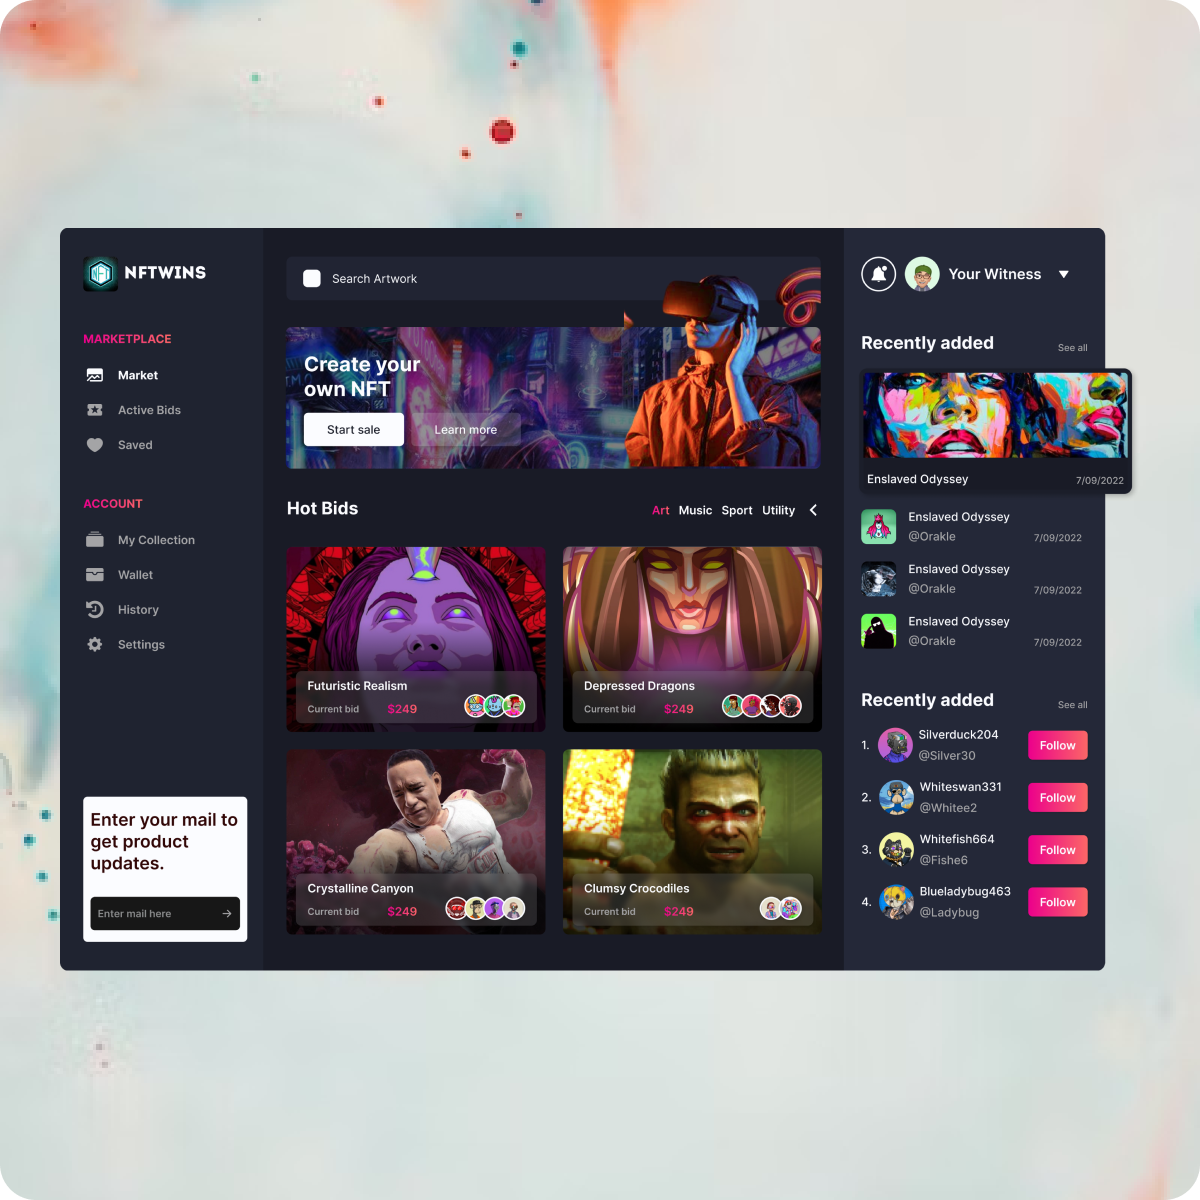 NFTWINS
MARKETPLACE
Market
Active Bids
Saved
ACCOUNT
My Collection
Wallet
History
Settings
Enter your mail to
get product
updates.
Enter mail here
Search Artwork
Create your
own NFT
Start sale
Learn more
Hot Bids
Art Music Sport Utility
Futuristic Realism
Current bid $249
Depressed Dragons
Current bid $249
Crystalline Canyon
Current bid $249
Clumsy Crocodiles
Current bid $249
Your Witness
Recently added
See all
Enslaved Odyssey
7/09/2022
Enslaved Odyssey
@Orakle
7/09/2022
Enslaved Odyssey
@Orakle
7/09/2022
Enslaved Odyssey
@Orakle
7/09/2022
Recently added
See all
1. Silverduck204
@Silver30
Follow
2. Whiteswan331
@Whitee2
Follow
3. Whitefish664
@Fishe6
Follow
4. Blueladybug463
@Ladybug
Follow